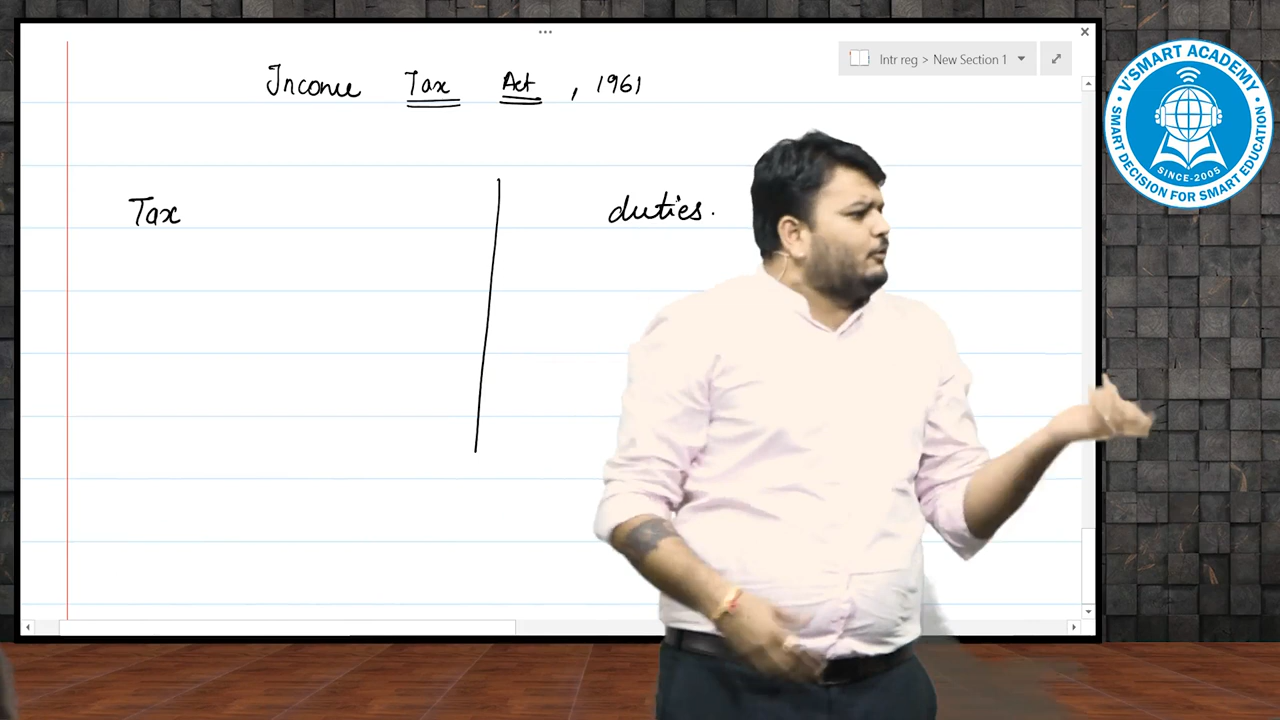 Intr reg > New Section 1
Income Tax Act, 1961
Tax
duties.
V'SMART ACADEMY
SMART DECISION FOR SMART EDUCATION
SINCE-2005